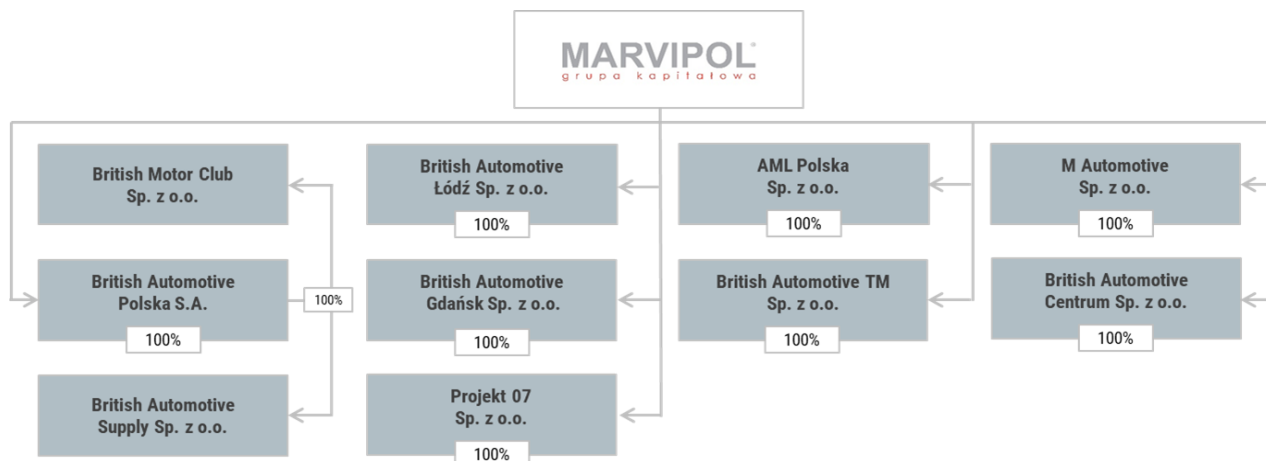 MARVIPOL®
grupa kapitałowa
British Motor Club
Sp. z o.o.
British Automotive
Łódź Sp. z o.o.
100%
AML Polska
Sp. z o.o.
100%
M Automotive
Sp. z o.o.
100%
British Automotive
Polska S.A.
100%
100%
British Automotive
Gdańsk Sp. z o.o.
100%
British Automotive TM
Sp. z o.o.
100%
British Automotive
Centrum Sp. z o.o.
100%
British Automotive
Supply Sp. z o.o.
Projekt 07
Sp. z o.o.
100%